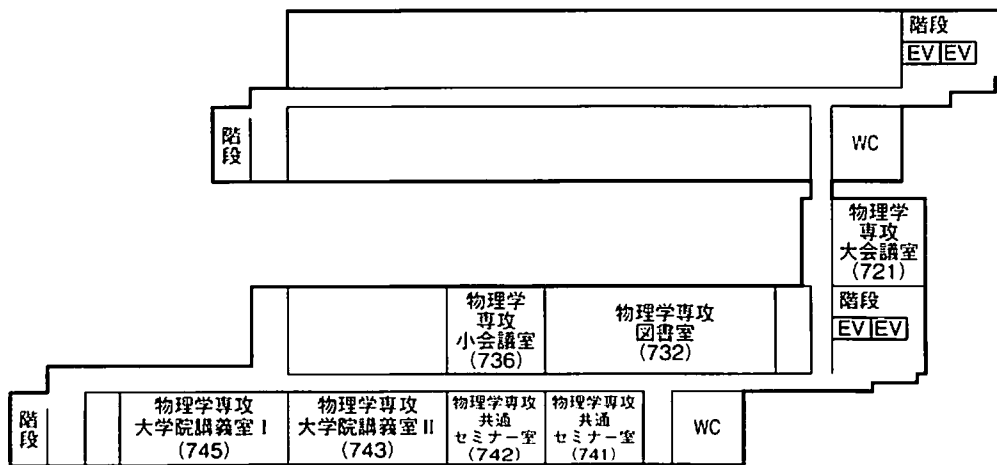 階段
EV EV
階段
WC
物理学
専攻
大会議室
(721)
物理学
専攻
小会議室
(736)
物理学専攻
図書室
(732)
階段
EV EV
階段
物理学専攻
大学院講義室 I
(745)
物理学専攻
大学院講義室 II
(743)
物理学専攻
共通
セミナー室
(742)
物理学専攻
共通
セミナー室
(741)
WC